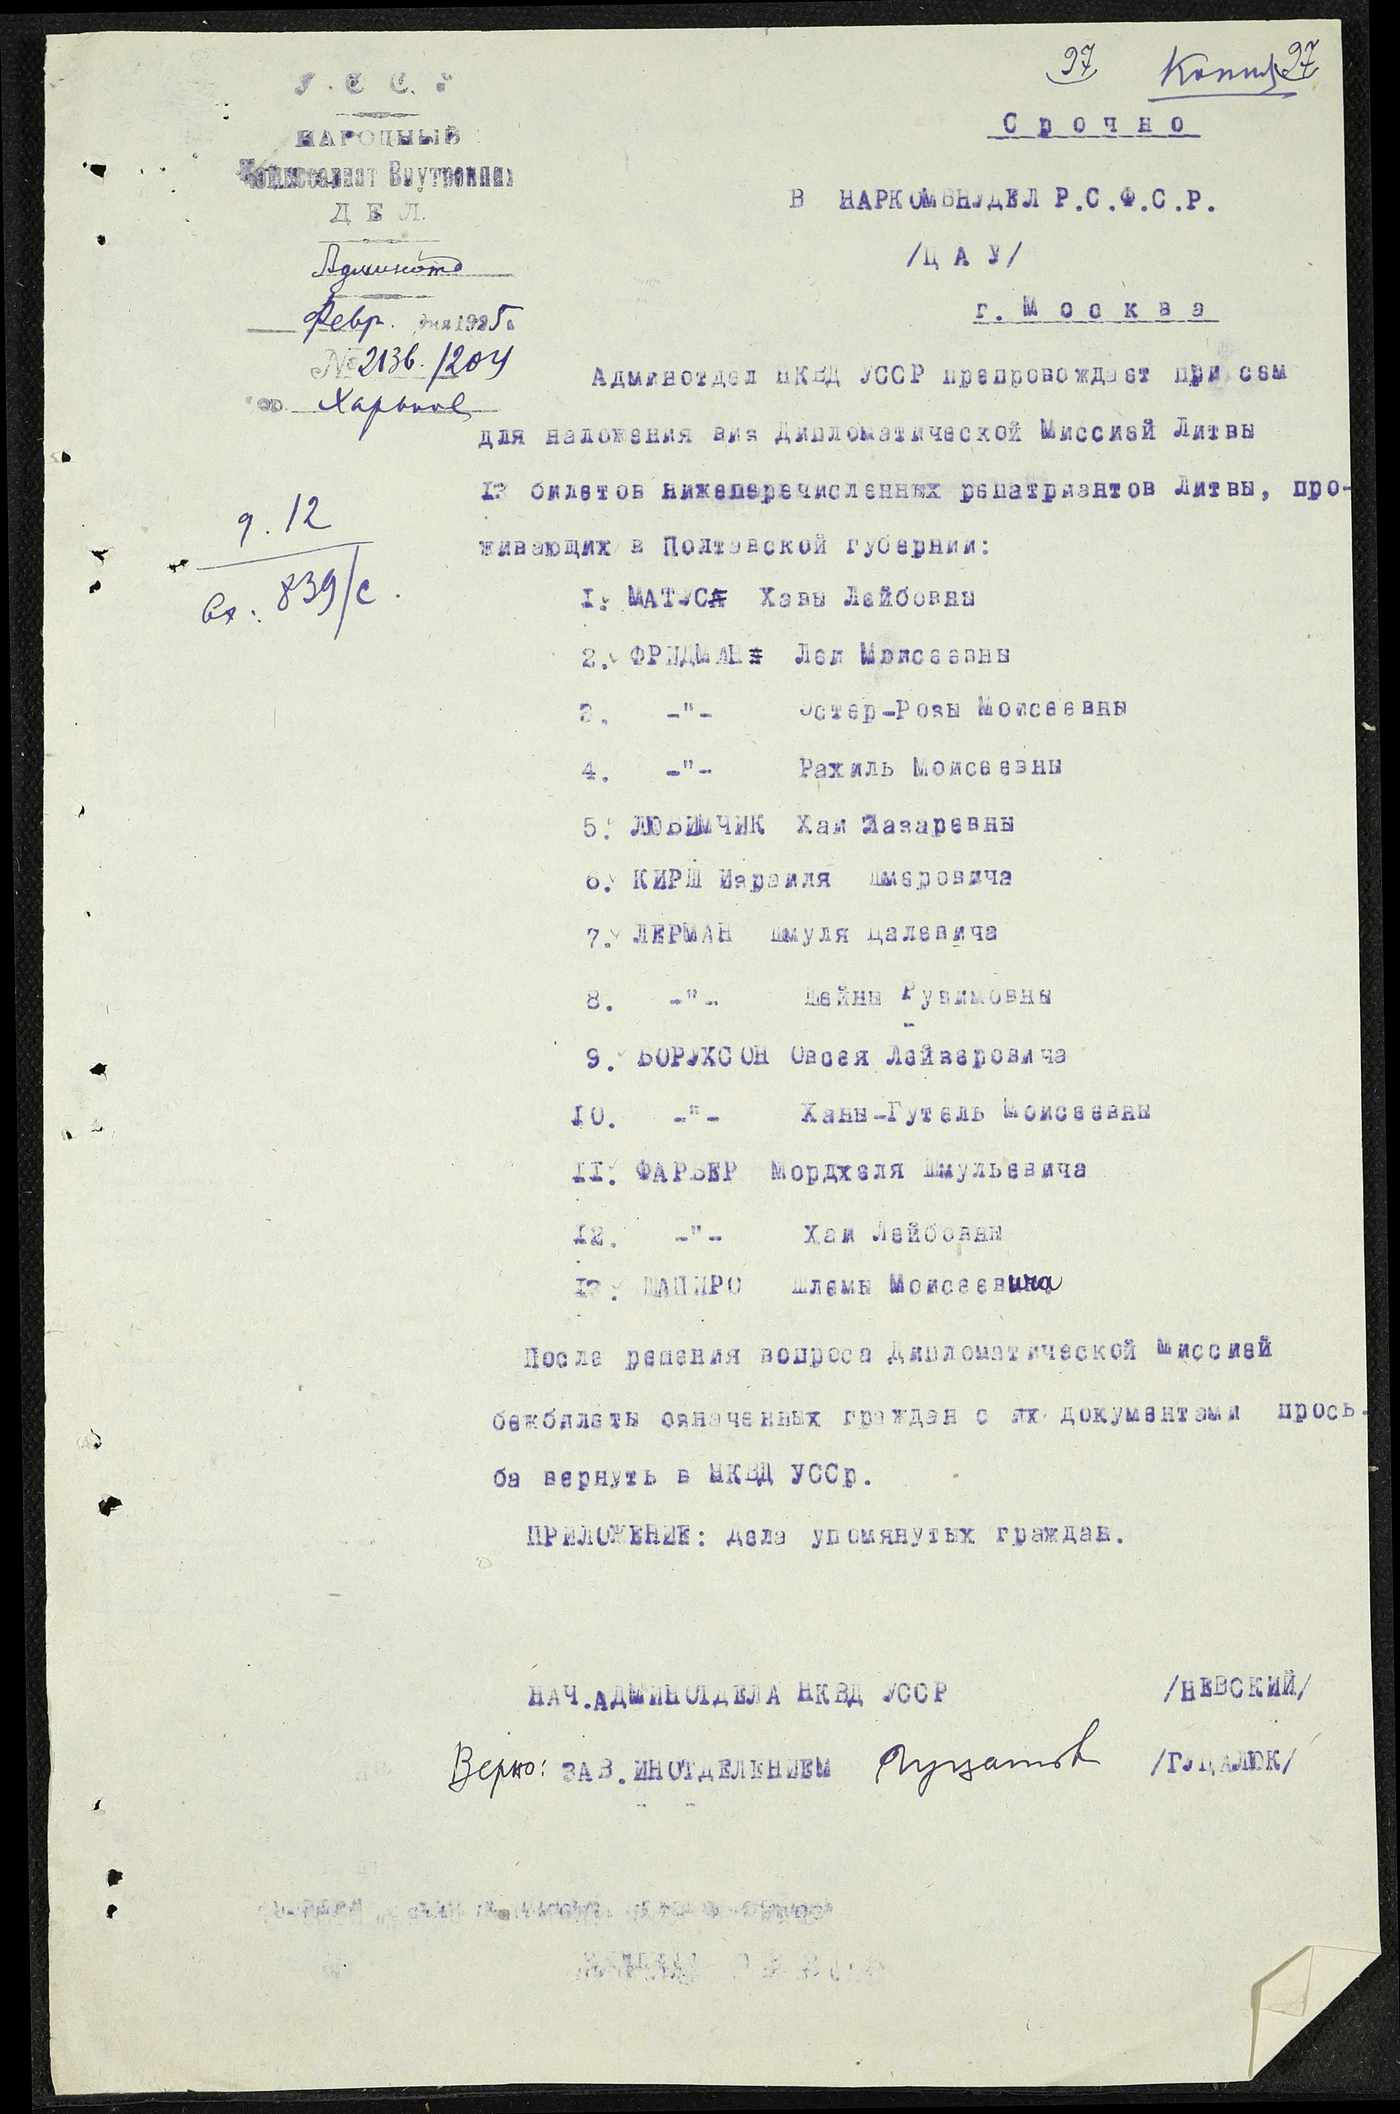 97 Копия 97
У. С. С. Р
НАРОДНЫЙ
Комиссариат Внутренних
ДЕЛ
Админотд
Февр. дня 1925 г.
№ 2136./204
гор. Харьков
д. 12
вх: 839/с.
Срочно
В НАРКОМВНУДЕЛ Р.С.Ф.С.Р.
/Ц А У/
г. Москва
Админотдел НКВД УССР препровождает при сем
для наложения виз Дипломатической Миссией Литвы
13 билетов нижеперечисленных репатриантов Литвы, про-
живающих в Полтавской губернии:
1. МАТУС Хавы Лейбовны
2. ФРИДМАН Леи Моисеевны
3. -"- Эстер-Розы Моисеевны
4. -"- Рахиль Моисеевны
5. ЛЮБИМЧИК Хаи Лазаревны
6. КИРШ Израиля Шмеровича
7. ЛЕРМАН Шмуля Цалевича
8. -"- Шейны Рувимовны
9. БОРУХСОН Овсея Лейзеровича
10. -"- Ханы-Гутель Моисеевны
11. ФАРБЕР Мордхеля Шмульевича
12. -"- Хаи Лейбовны
13. ШАПИРО Шлемы Моисеевича
После решения вопроса Дипломатической Миссией
бежбилеты означенных граждан с их документами прось-
ба вернуть в НКВД УССр.
ПРИЛОЖЕНИЕ: Дела упомянутых граждан.
НАЧ.АДМИНОТДЕЛА НКВД УССР /НЕВСКИЙ/
Верно: ЗАВ.ИНОТДЕЛЕНИЕМ /ГУЦАЛЮК/